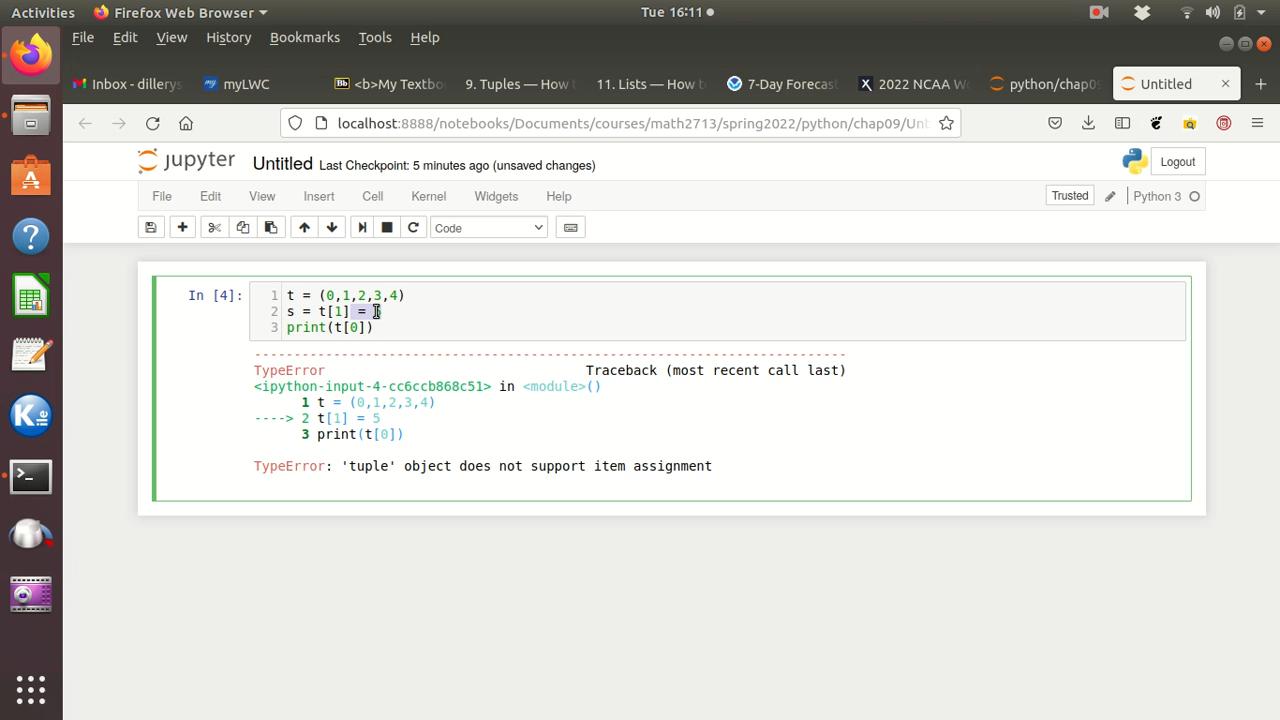 Activities Firefox Web Browser Tue 16:11
File Edit View History Bookmarks Tools Help
Inbox - dillerys myLWC Bb <b>My Textbo 9. Tuples — How t 11. Lists — How to 7-Day Forecast X 2022 NCAA Wo python/chap09/ Untitled
localhost:8888/notebooks/Documents/courses/math2713/spring2022/python/chap09/Unt
jupyter Untitled Last Checkpoint: 5 minutes ago (unsaved changes) Logout
File Edit View Insert Cell Kernel Widgets Help Trusted Python 3
Code
In [4]: 1 t = (0,1,2,3,4)
2 s = t[1] = 5
3 print(t[0])
---------------------------------------------------------------------------
TypeError Traceback (most recent call last)
<ipython-input-4-cc6ccb868c51> in <module>()
1 t = (0,1,2,3,4)
----> 2 t[1] = 5
3 print(t[0])
TypeError: 'tuple' object does not support item assignment